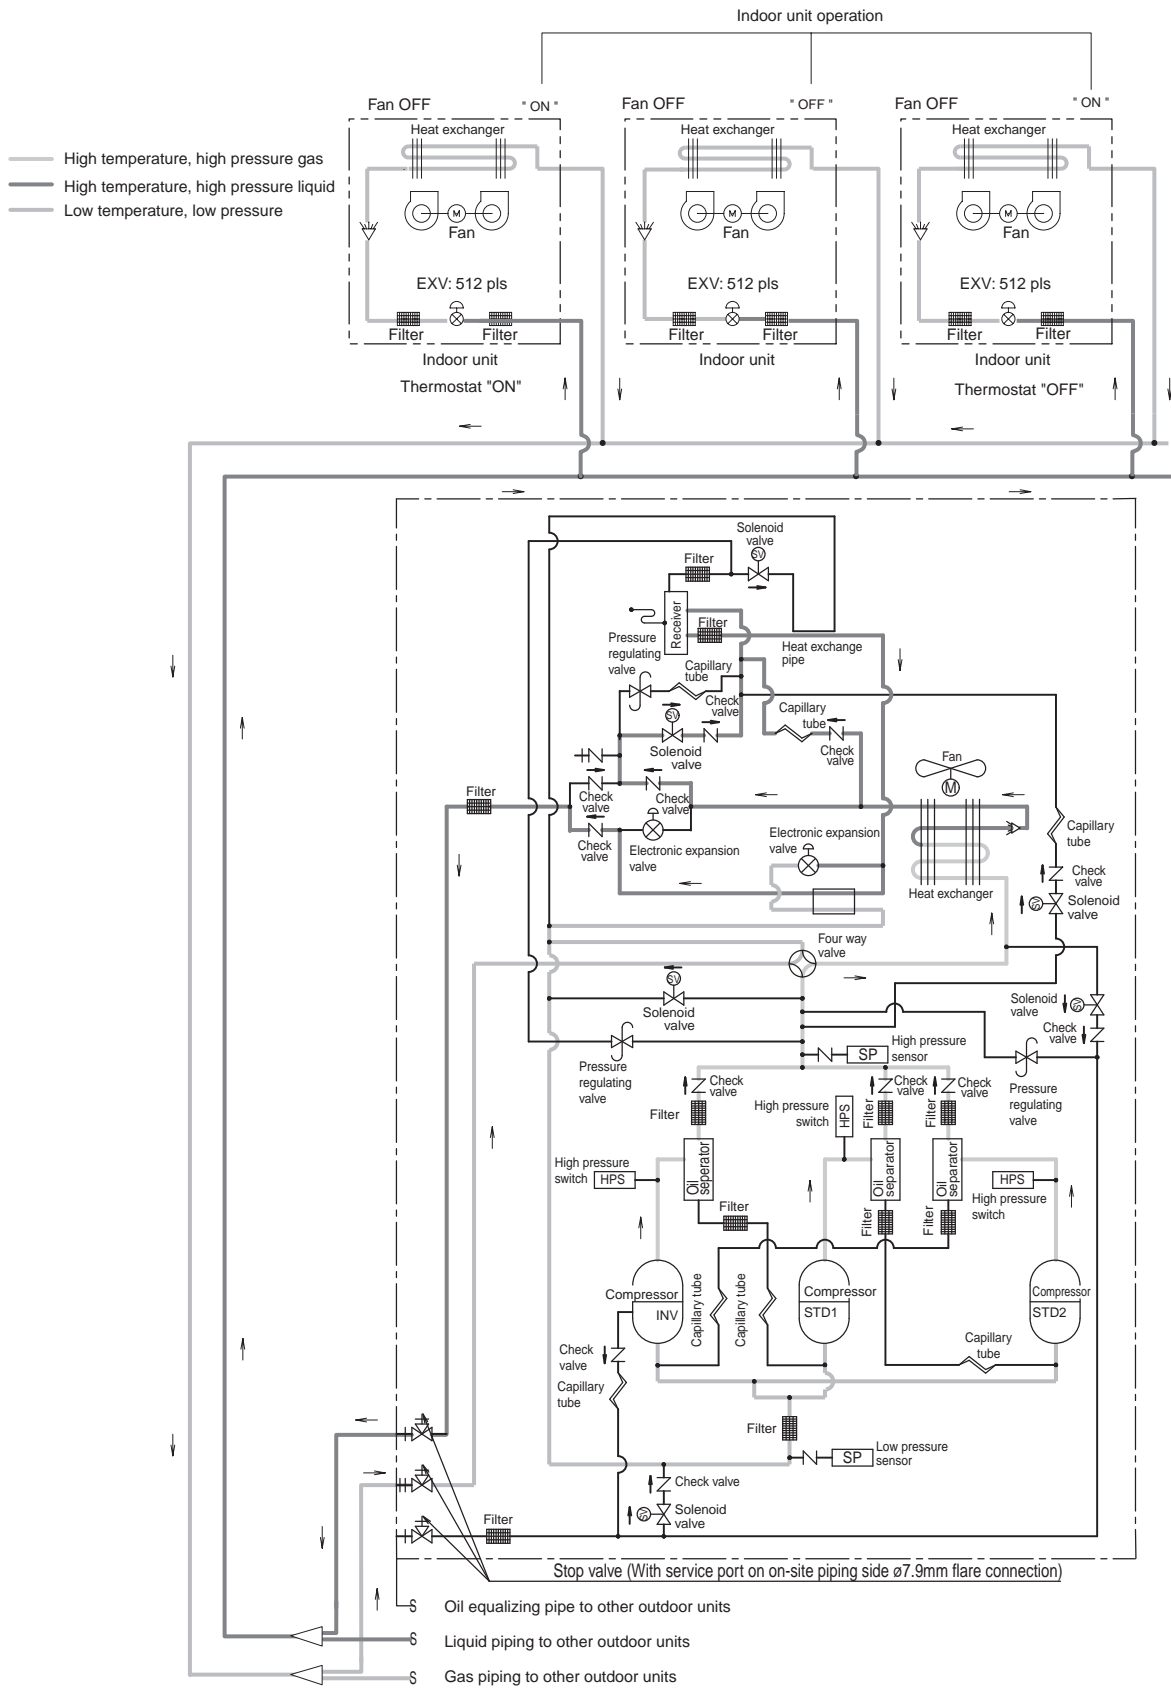 Indoor unit operation
Fan OFF
" ON "
Fan OFF
" OFF "
Fan OFF
" ON "
Heat exchanger
Heat exchanger
Heat exchanger
High temperature, high pressure gas
High temperature, high pressure liquid
Low temperature, low pressure
M
M
M
Fan
Fan
Fan
EXV: 512 pls
EXV: 512 pls
EXV: 512 pls
Filter
Filter
Filter
Filter
Filter
Filter
Indoor unit
Indoor unit
Indoor unit
Thermostat "ON"
Thermostat "OFF"
Solenoid
valve
SV
Filter
Receiver
Filter
Pressure
regulating
valve
Heat exchange
pipe
Capillary
tube
Check
valve
SV
Solenoid
valve
Capillary
tube
Check
valve
Fan
M
Filter
Check
valve
Check
valve
Check
valve
Electronic expansion
valve
Electronic expansion
valve
Capillary
tube
Heat exchanger
Check
valve
SV
Solenoid
valve
Four way
valve
SV
Solenoid
valve
Solenoid
valve
SV
Check
valve
Pressure
regulating
valve
SP
High pressure
sensor
Pressure
regulating
valve
Check
valve
Check
valve
Check
valve
Filter
High pressure
switch
HPS
Filter
Filter
High pressure
switch
HPS
Oil
seperator
Oil
separator
Oil
separator
HPS
High pressure
switch
Filter
Filter
Filter
Compressor
INV
Capillary tube
Capillary tube
Compressor
STD1
Compressor
STD2
Check
valve
Capillary
tube
Capillary
tube
Filter
SP
Low pressure
sensor
Check valve
SV
Solenoid
valve
Filter
Stop valve (With service port on on-site piping side ø7.9mm flare connection)
S
Oil equalizing pipe to other outdoor units
S
Liquid piping to other outdoor units
S
Gas piping to other outdoor units